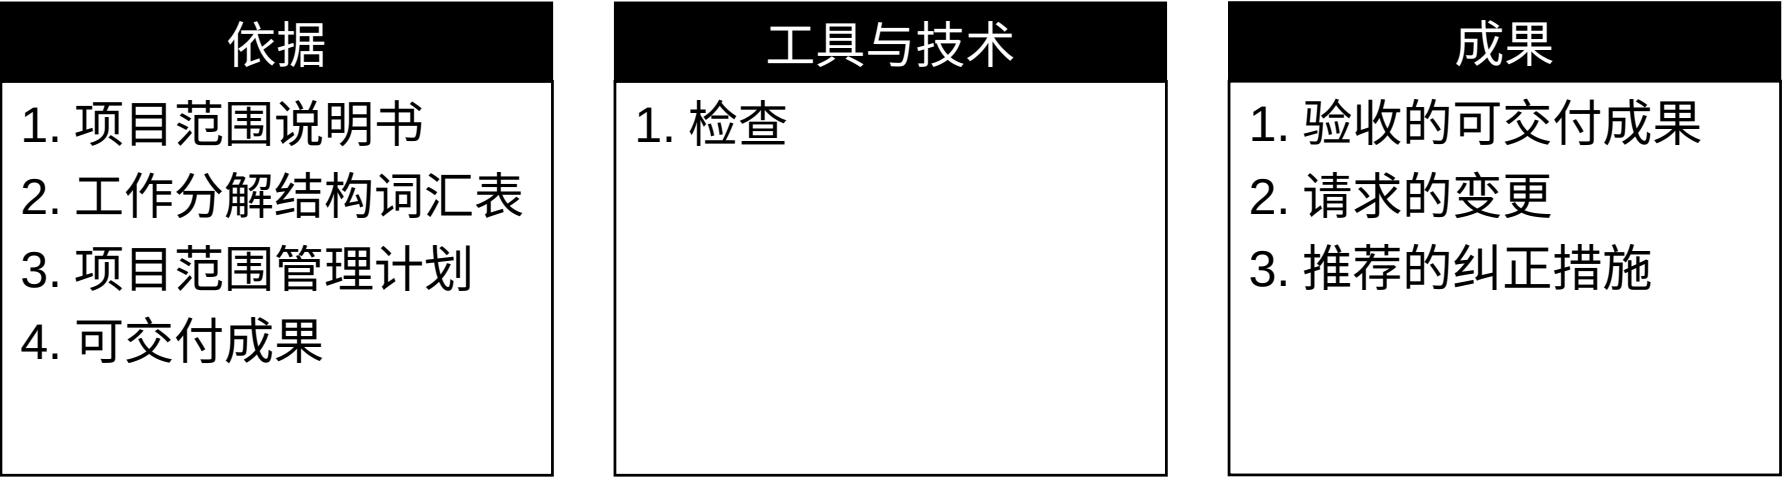 依据
1. 项目范围说明书
2. 工作分解结构词汇表
3. 项目范围管理计划
4. 可交付成果
工具与技术
1. 检查
成果
1. 验收的可交付成果
2. 请求的变更
3. 推荐的纠正措施